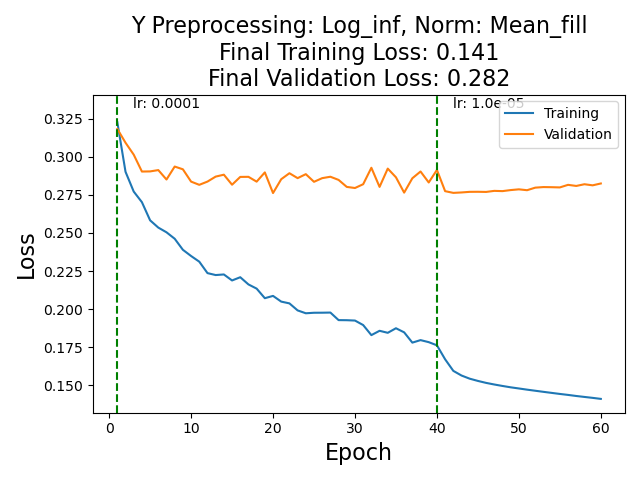 Y Preprocessing: Log_inf, Norm: Mean_fill
Final Training Loss: 0.141
Final Validation Loss: 0.282
lr: 0.0001
lr: 1.0e-05
Training
Validation
0.325
0.300
0.275
0.250
0.225
0.200
0.175
0.150
Loss
0
10
20
30
40
50
60
Epoch